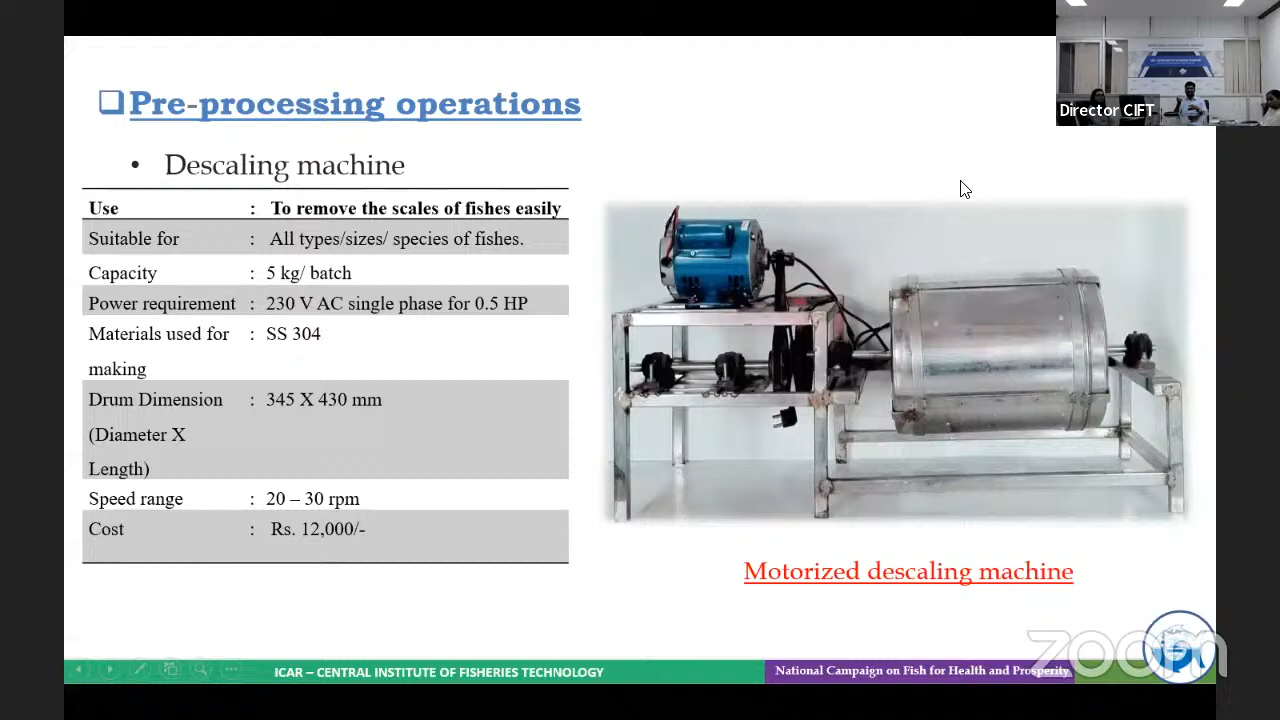 Director CIFT
Pre-processing operations
• Descaling machine
Use : To remove the scales of fishes easily
Suitable for : All types/sizes/ species of fishes.
Capacity : 5 kg/ batch
Power requirement : 230 V AC single phase for 0.5 HP
Materials used for : SS 304
making
Drum Dimension : 345 X 430 mm
(Diameter X
Length)
Speed range : 20 – 30 rpm
Cost : Rs. 12,000/-
Motorized descaling machine
zoom
ICAR – CENTRAL INSTITUTE OF FISHERIES TECHNOLOGY
National Campaign on Fish for Health and Prosperity